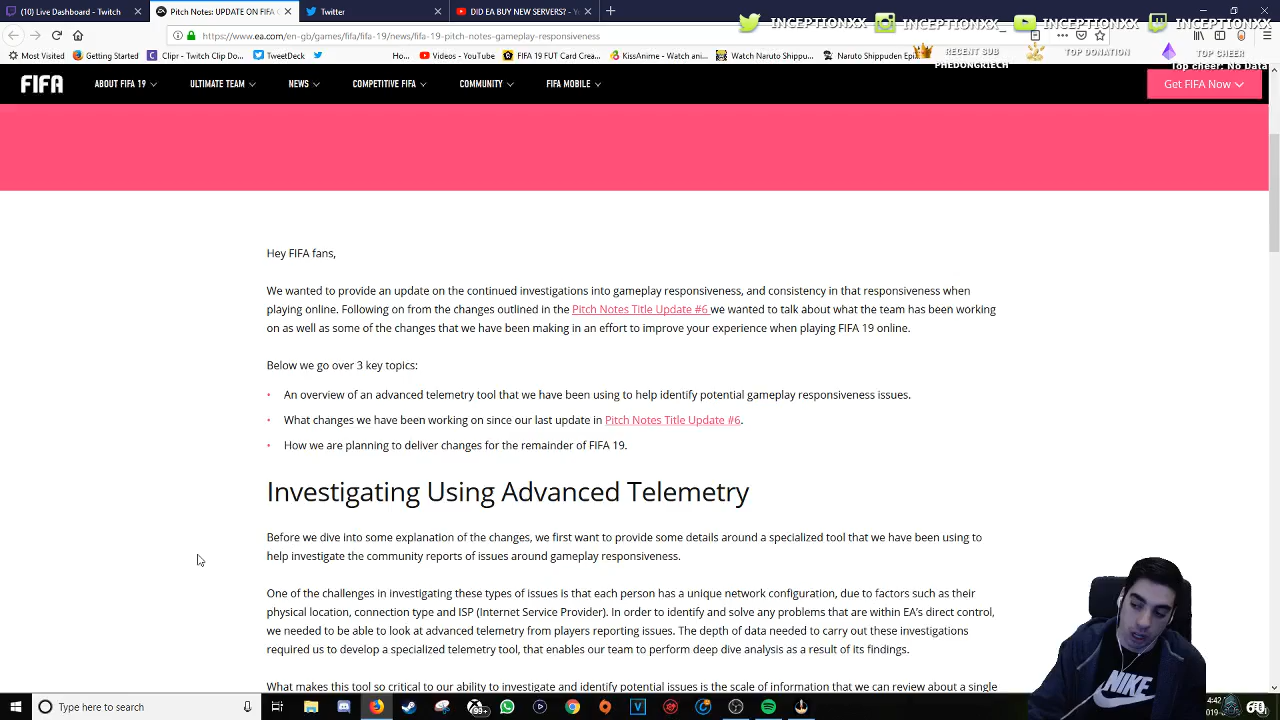 (10) Live Dashboard - Twitch
Pitch Notes: UPDATE ON FIFA
Twitter
DID EA BUY NEW SERVERS? - Y
INCEPTIONXX INCEPTIONXX_ INCEPTIONXX INCEPTIONXX
https://www.ea.com/en-gb/games/fifa/fifa-19/news/fifa-19-pitch-notes-gameplay-responsiveness
RECENT SUB
PHEDONGRIECH
TOP DONATION
TOP CHEER
Top cheer: No Data
Most Visited
Getting Started
Clipr - Twitch Clip Do...
TweetDeck
Ho...
Videos - YouTube
FIFA 19 FUT Card Crea...
KissAnime - Watch ani...
Watch Naruto Shippu...
Naruto Shippuden Epi...
FIFA
ABOUT FIFA 19
ULTIMATE TEAM
NEWS
COMPETITIVE FIFA
COMMUNITY
FIFA MOBILE
Get FIFA Now
Hey FIFA fans,
We wanted to provide an update on the continued investigations into gameplay responsiveness, and consistency in that responsiveness when
playing online. Following on from the changes outlined in the Pitch Notes Title Update #6 we wanted to talk about what the team has been working
on as well as some of the changes that we have been making in an effort to improve your experience when playing FIFA 19 online.
Below we go over 3 key topics:
• An overview of an advanced telemetry tool that we have been using to help identify potential gameplay responsiveness issues.
• What changes we have been working on since our last update in Pitch Notes Title Update #6.
• How we are planning to deliver changes for the remainder of FIFA 19.
Investigating Using Advanced Telemetry
Before we dive into some explanation of the changes, we first want to provide some details around a specialized tool that we have been using to
help investigate the community reports of issues around gameplay responsiveness.
One of the challenges in investigating these types of issues is that each person has a unique network configuration, due to factors such as their
physical location, connection type and ISP (Internet Service Provider). In order to identify and solve any problems that are within EA's direct control,
we needed to be able to look at advanced telemetry from players reporting issues. The depth of data needed to carry out these investigations
required us to develop a specialized telemetry tool, that enables our team to perform deep dive analysis as a result of its findings.
What makes this tool so critical to our ability to investigate and identify potential issues is the scale of information that we can review about a single
NIKE
Type here to search
99+
4:42